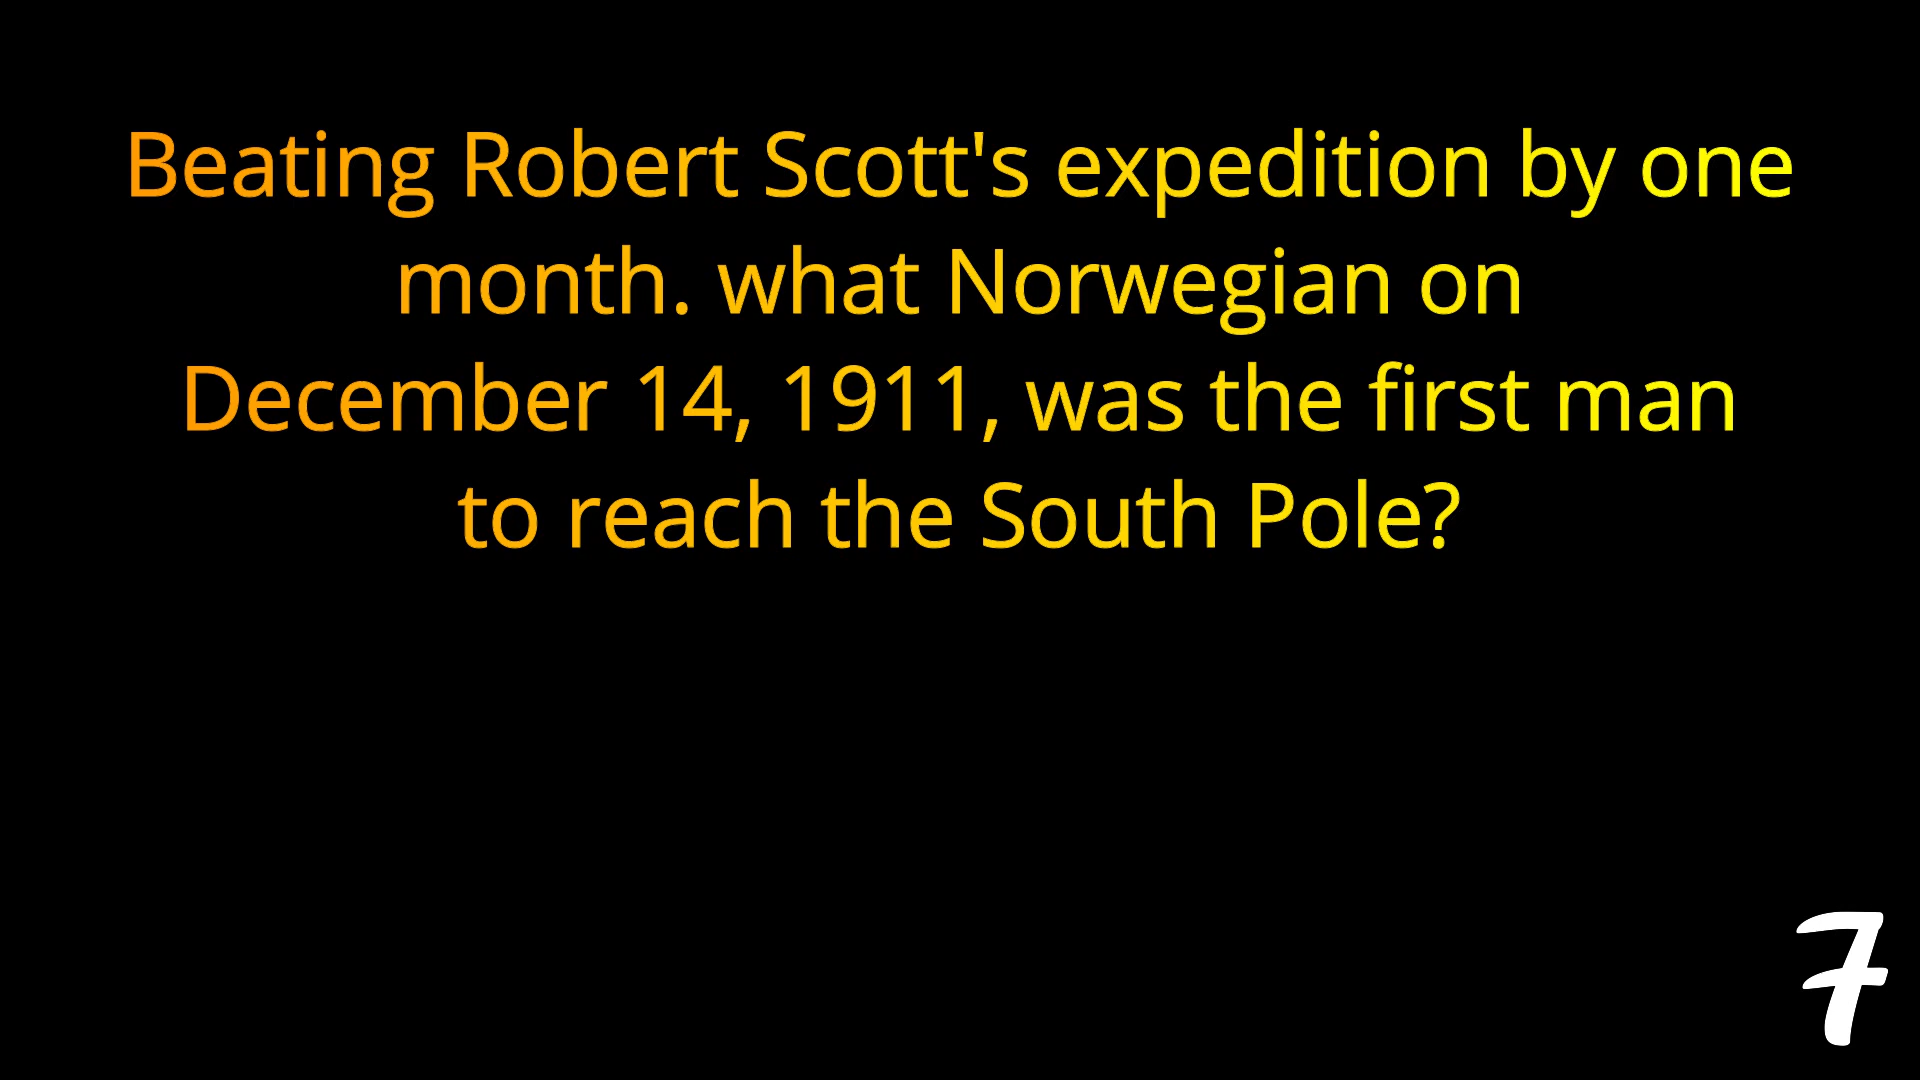 Beating Robert Scott's expedition by one
month. what Norwegian on
December 14, 1911, was the first man
to reach the South Pole?
7